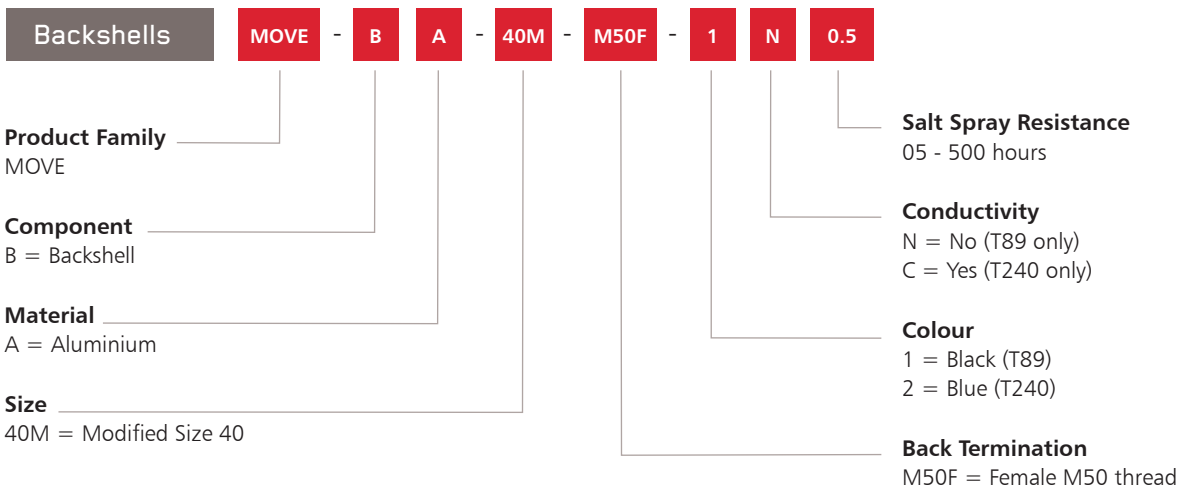 Backshells MOVE - B A - 40M - M50F - 1 N 0.5
Product Family
MOVE
Component
B = Backshell
Material
A = Aluminium
Size
40M = Modified Size 40
Salt Spray Resistance
05 - 500 hours
Conductivity
N = No (T89 only)
C = Yes (T240 only)
Colour
1 = Black (T89)
2 = Blue (T240)
Back Termination
M50F = Female M50 thread